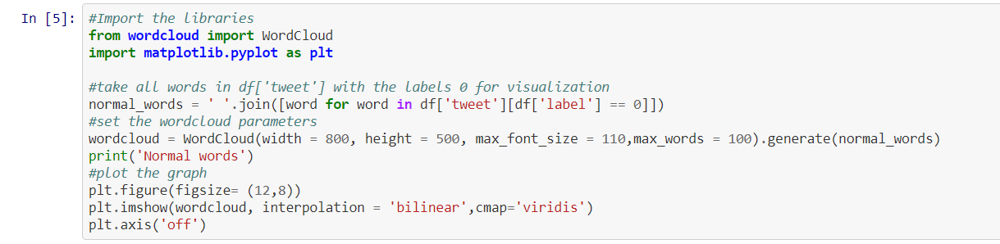 In [5]: #Import the libraries
from wordcloud import WordCloud
import matplotlib.pyplot as plt
#take all words in df['tweet'] with the labels 0 for visualization
normal_words = ' '.join([word for word in df['tweet'][df['label'] == 0]])
#set the wordcloud parameters
wordcloud = WordCloud(width = 800, height = 500, max_font_size = 110,max_words = 100).generate(normal_words)
print('Normal words')
#plot the graph
plt.figure(figsize= (12,8))
plt.imshow(wordcloud, interpolation = 'bilinear',cmap='viridis')
plt.axis('off')